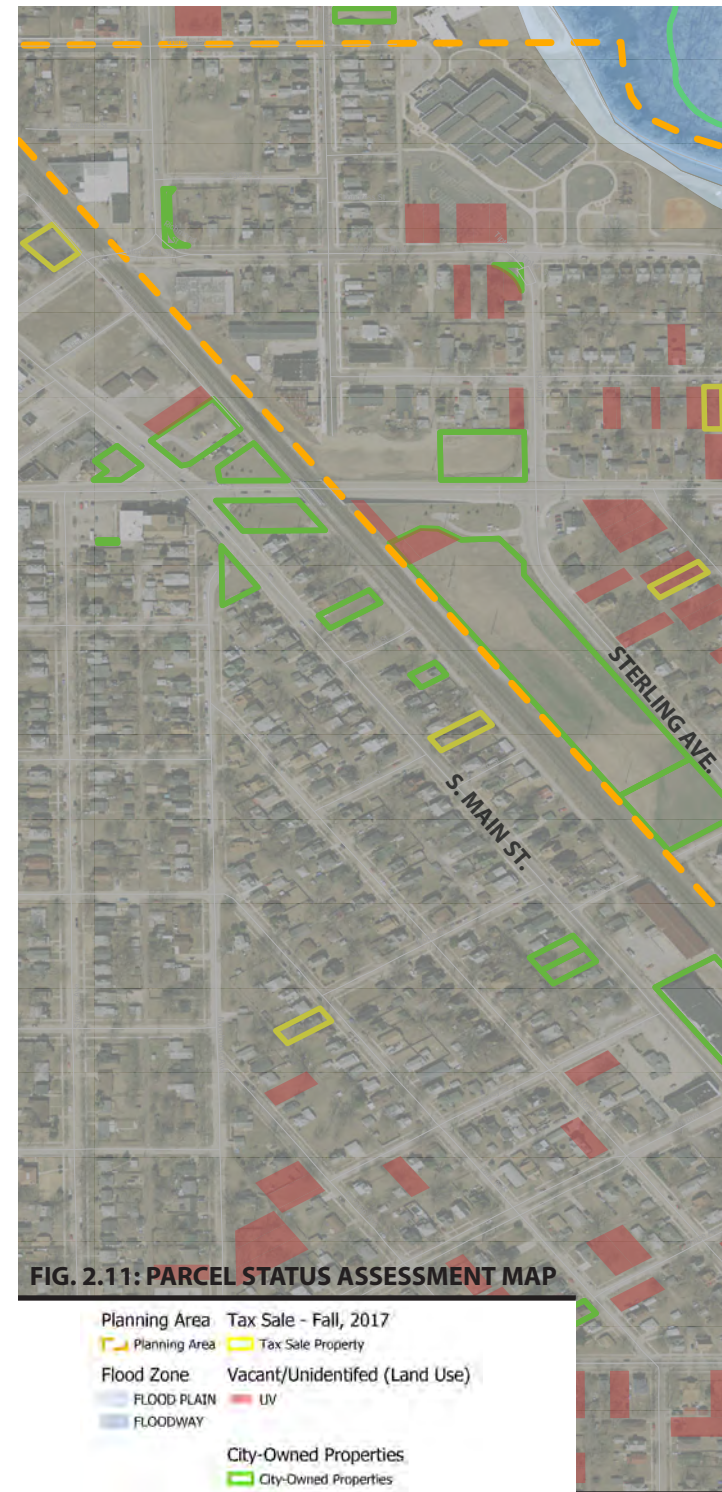 STERLING AVE.
S. MAIN ST.
FIG. 2.11: PARCEL STATUS ASSESSMENT MAP
Planning Area Tax Sale - Fall, 2017
Planning Area Tax Sale Property
Flood Zone Vacant/Unidentifed (Land Use)
FLOOD PLAIN UV
FLOODWAY
City-Owned Properties
City-Owned Properties